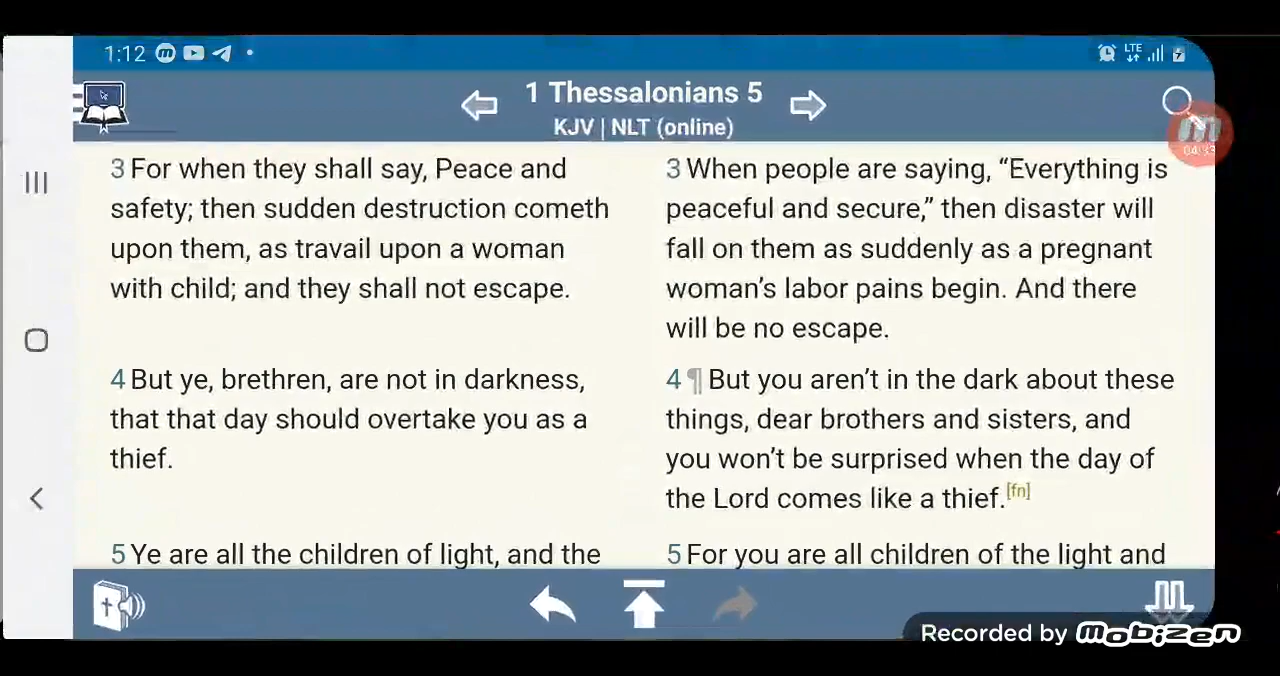 1:12
LTE
1 Thessalonians 5
KJV | NLT (online)
04:33
3 For when they shall say, Peace and
safety; then sudden destruction cometh
upon them, as travail upon a woman
with child; and they shall not escape.
4 But ye, brethren, are not in darkness,
that that day should overtake you as a
thief.
5 Ye are all the children of light, and the
3 When people are saying, “Everything is
peaceful and secure,” then disaster will
fall on them as suddenly as a pregnant
woman’s labor pains begin. And there
will be no escape.
4 ¶ But you aren’t in the dark about these
things, dear brothers and sisters, and
you won’t be surprised when the day of
the Lord comes like a thief.[fn]
5 For you are all children of the light and
Recorded by Mobizen